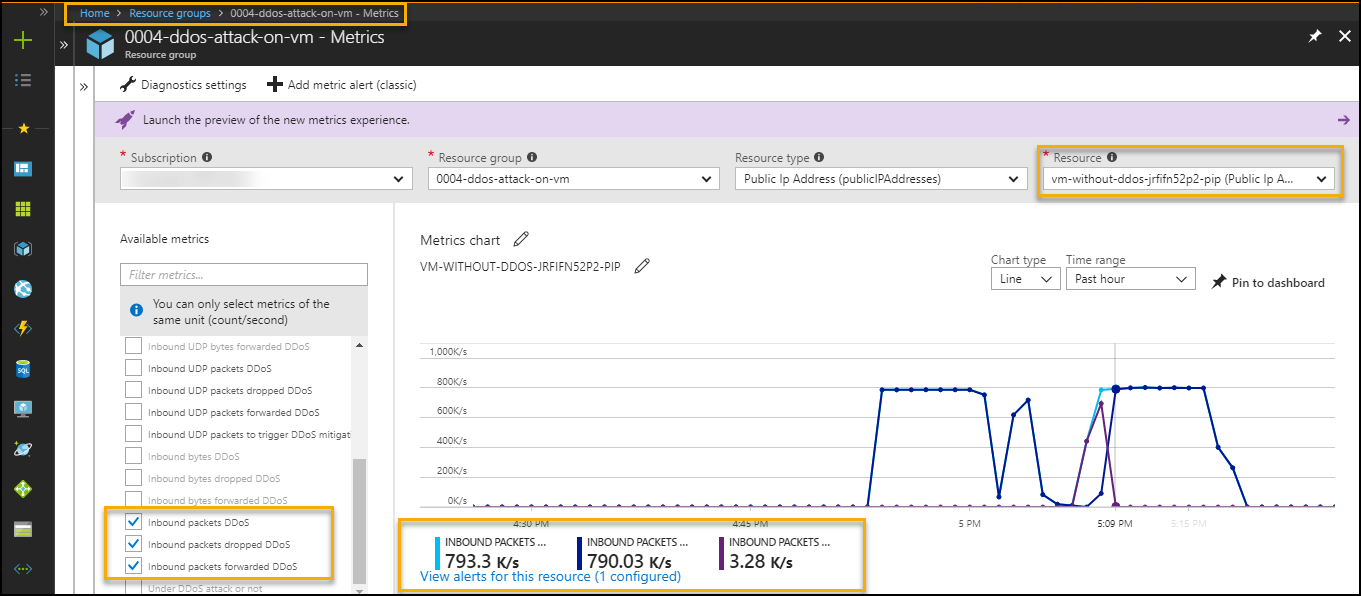 Home > Resource groups > 0004-ddos-attack-on-vm - Metrics
0004-ddos-attack-on-vm - Metrics
Resource group
Diagnostics settings
Add metric alert (classic)
Launch the preview of the new metrics experience.
* Subscription
* Resource group
Resource type
* Resource
0004-ddos-attack-on-vm
Public Ip Address (publicIPAddresses)
vm-without-ddos-jrfifn52p2-pip (Public Ip A...
Available metrics
Filter metrics...
You can only select metrics of the
same unit (count/second)
Inbound UDP bytes forwarded DDoS
Inbound UDP packets DDoS
Inbound UDP packets dropped DDoS
Inbound UDP packets forwarded DDoS
Inbound UDP packets to trigger DDoS mitigat
Inbound bytes DDoS
Inbound bytes dropped DDoS
Inbound bytes forwarded DDoS
Inbound packets DDoS
Inbound packets dropped DDoS
Inbound packets forwarded DDoS
Under DDoS attack or not
Metrics chart
VM-WITHOUT-DDOS-JRFIFN52P2-PIP
Chart type
Line
Time range
Past hour
Pin to dashboard
1,000K/s
800K/s
600K/s
400K/s
200K/s
0K/s
4:30 PM
4:45 PM
5 PM
5:09 PM
5:15 PM
INBOUND PACKETS ...
793.3 K/s
INBOUND PACKETS ...
790.03 K/s
INBOUND PACKETS ...
3.28 K/s
View alerts for this resource (1 configured)
SQL